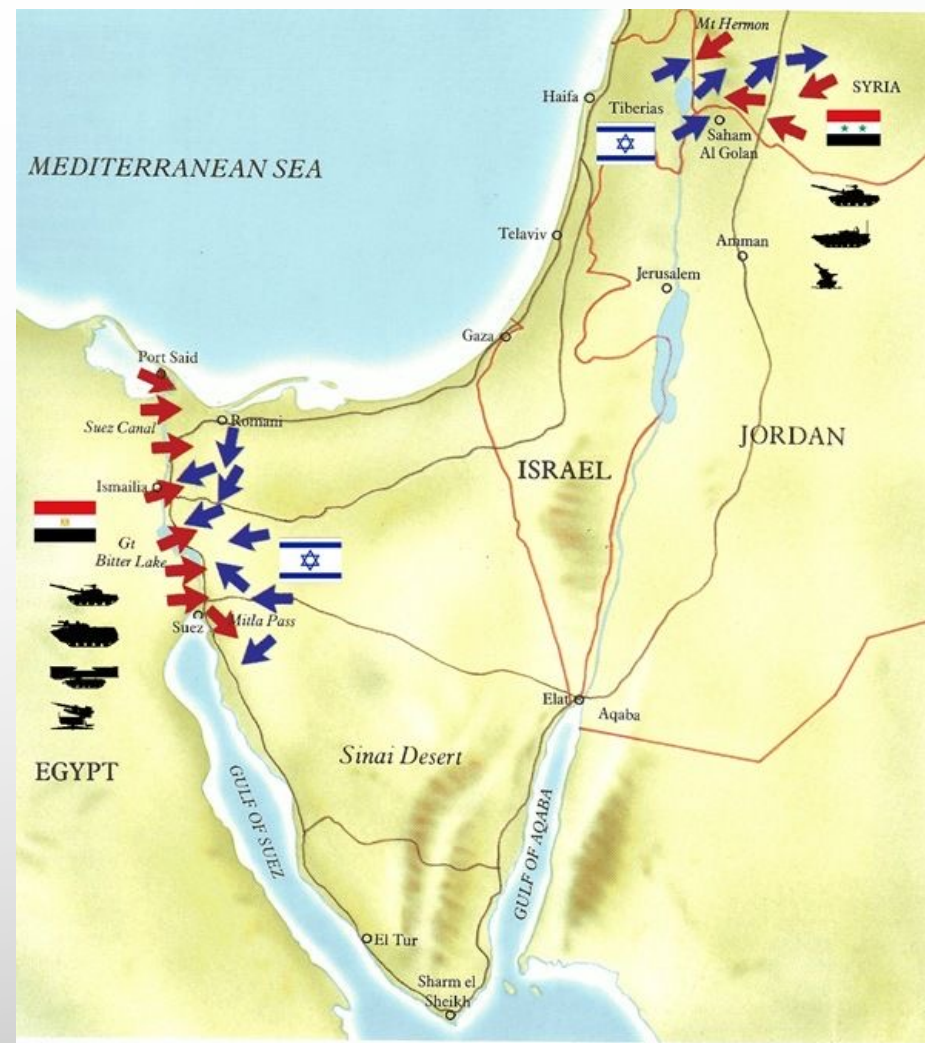 Mt Hermon
Haifa
Tiberias
SYRIA
Saham
Al Golan
MEDITERRANEAN SEA
Telaviv
Amman
Jerusalem
Gaza
Port Said
Suez Canal
Romani
JORDAN
ISRAEL
Ismailia
Gt
Bitter Lake
Suez
Mitla Pass
Elat
Aqaba
Sinai Desert
EGYPT
GULF OF SUEZ
GULF OF AQABA
El Tur
Sharm el
Sheikh